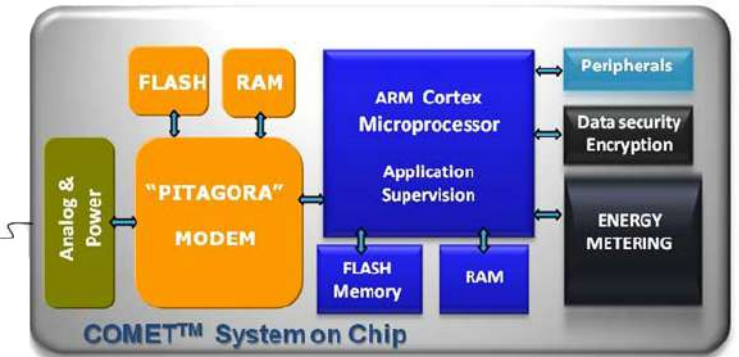 FLASH
RAM
ARM Cortex
Microprocessor
Application
Supervision
Peripherals
Data security
Encryption
Analog &
Power
"PITAGORA"
MODEM
ENERGY
METERING
FLASH
Memory
RAM
COMET™ System on Chip